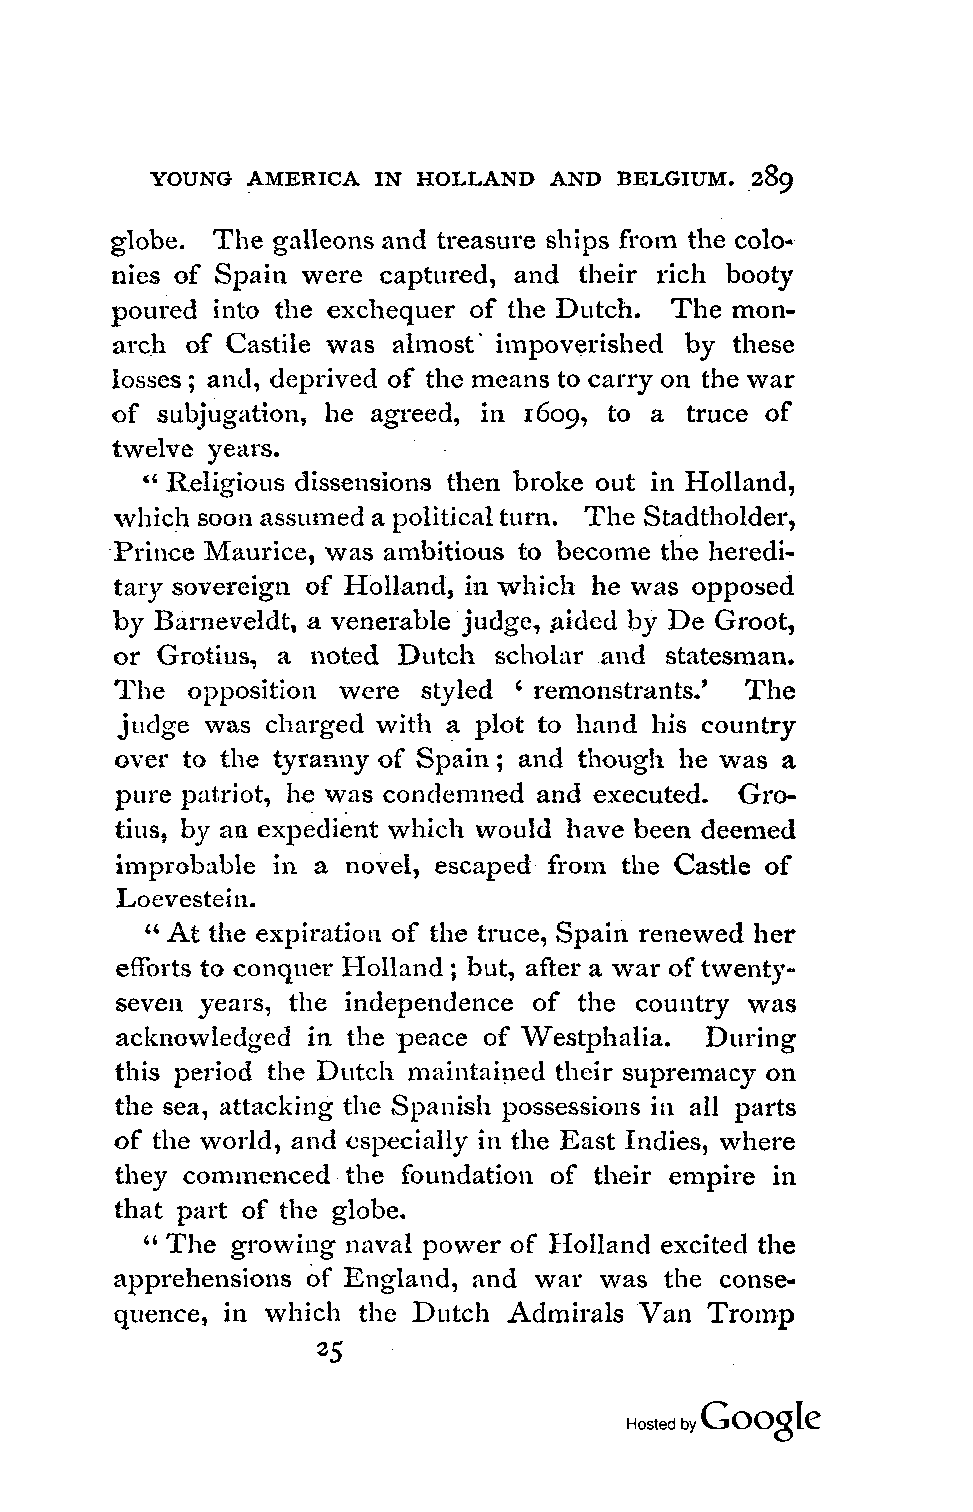 YOUNG AMERICA IN HOLLAND AND BELGIUM. 289
globe. The galleons and treasure ships from the colo-
nies of Spain were captured, and their rich booty
poured into the exchequer of the Dutch. The mon-
arch of Castile was almost impoverished by these
losses; and, deprived of the means to carry on the war
of subjugation, he agreed, in 1609, to a truce of
twelve years.
“ Religious dissensions then broke out in Holland,
which soon assumed a political turn. The Stadtholder,
Prince Maurice, was ambitious to become the heredi-
tary sovereign of Holland, in which he was opposed
by Barneveldt, a venerable judge, aided by De Groot,
or Grotius, a noted Dutch scholar and statesman.
The opposition were styled ‘ remonstrants.’ The
judge was charged with a plot to hand his country
over to the tyranny of Spain; and though he was a
pure patriot, he was condemned and executed. Gro-
tius, by an expedient which would have been deemed
improbable in a novel, escaped from the Castle of
Loevestein.
“ At the expiration of the truce, Spain renewed her
efforts to conquer Holland; but, after a war of twenty-
seven years, the independence of the country was
acknowledged in the peace of Westphalia. During
this period the Dutch maintained their supremacy on
the sea, attacking the Spanish possessions in all parts
of the world, and especially in the East Indies, where
they commenced the foundation of their empire in
that part of the globe.
“ The growing naval power of Holland excited the
apprehensions of England, and war was the conse-
quence, in which the Dutch Admirals Van Tromp
25
Hosted by Google